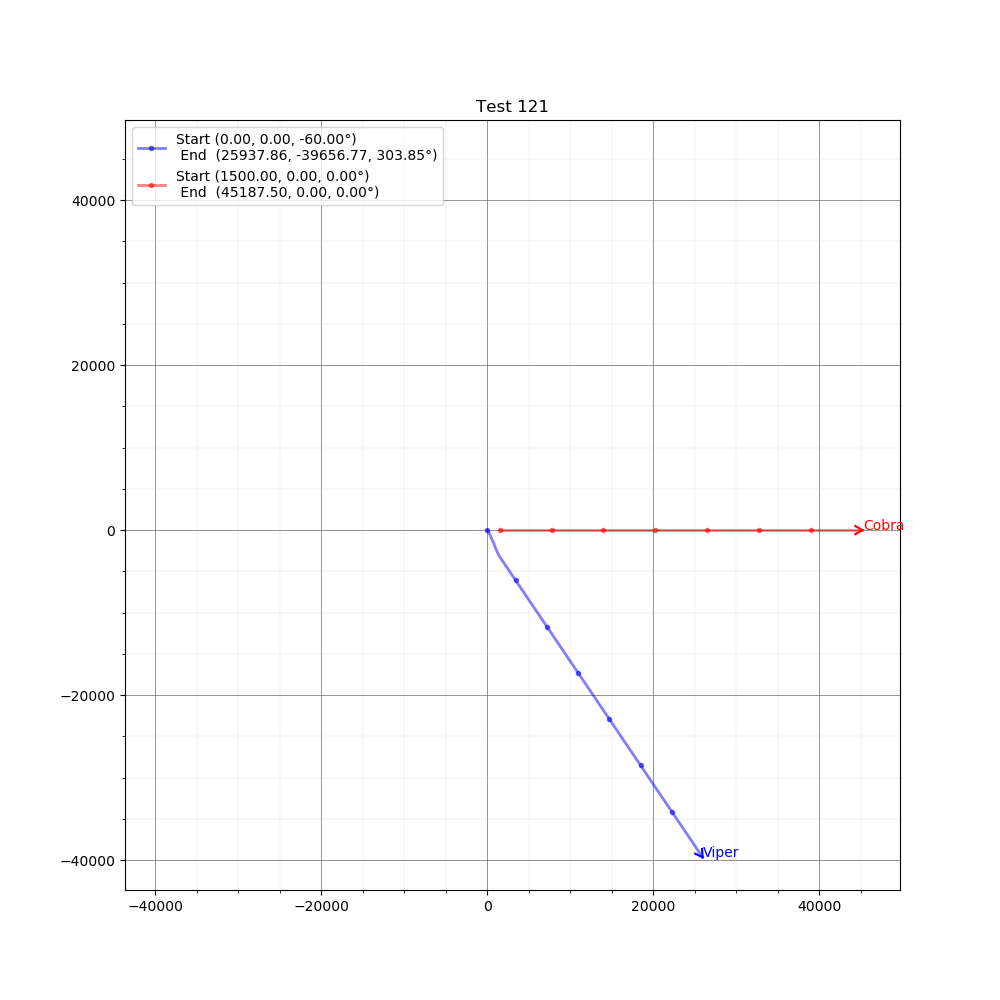 Test 121
Start (0.00, 0.00, -60.00°)
End  (25937.86, -39656.77, 303.85°)
Start (1500.00, 0.00, 0.00°)
End  (45187.50, 0.00, 0.00°)
40000
20000
0
−20000
−40000
Cobra
Viper
−40000
−20000
0
20000
40000